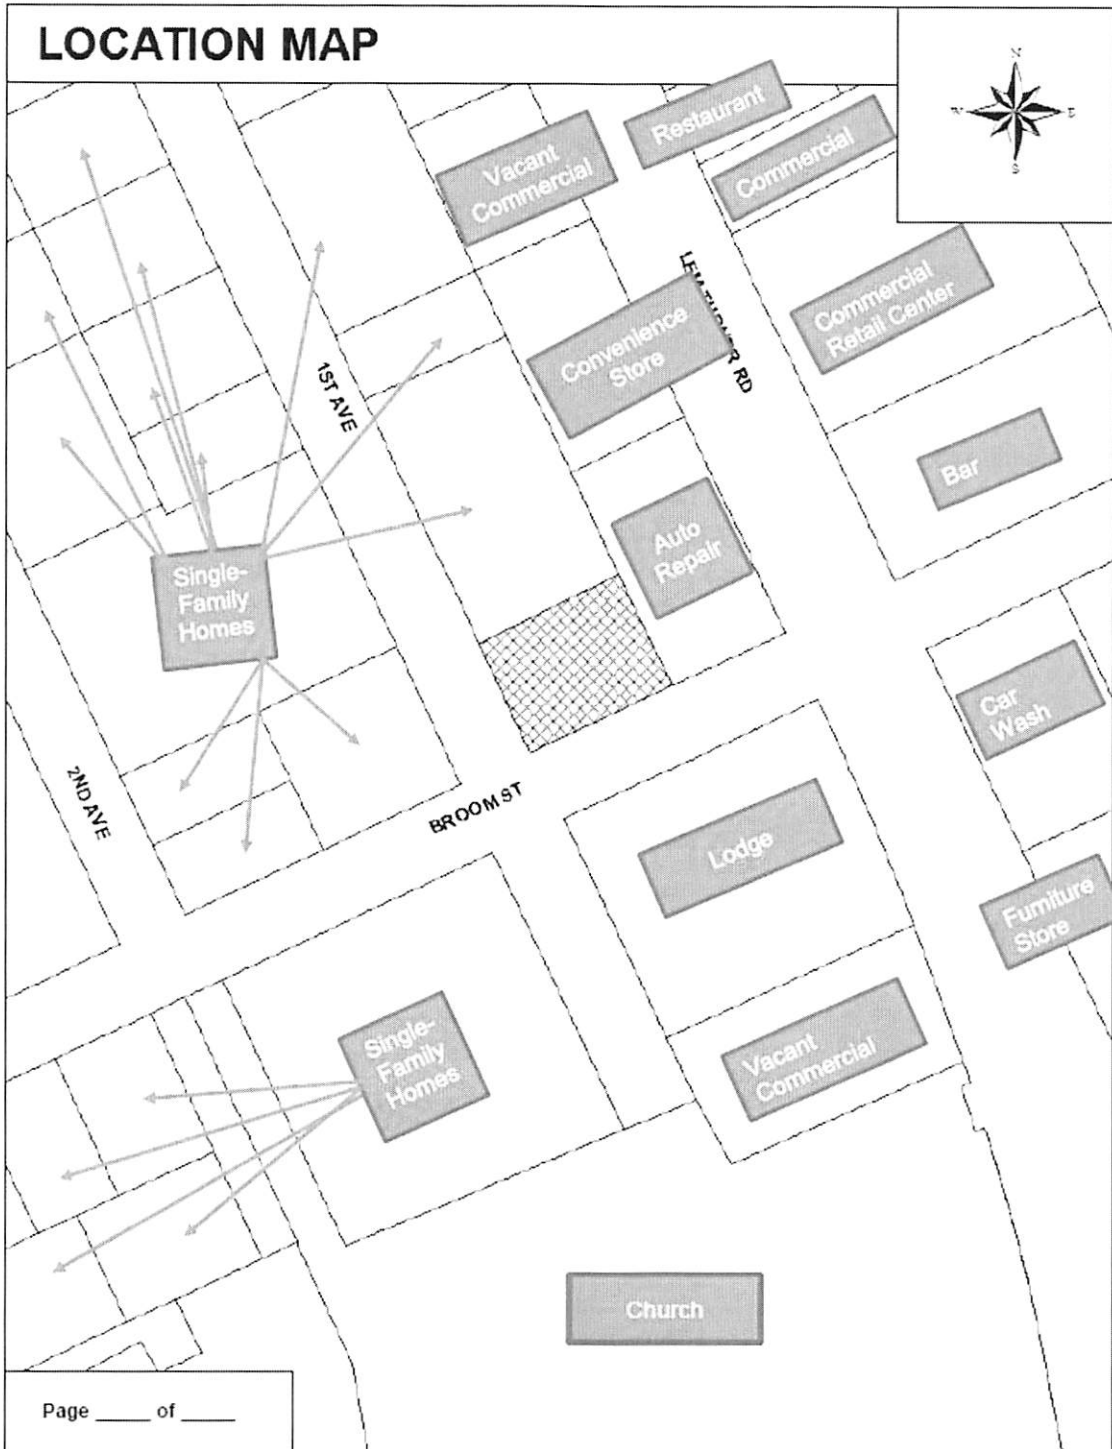 LOCATION MAP
N
W
E
S
Restaurant
Commercial
Vacant
Commercial
Commercial
Retail Center
Convenience
Store
RD
1ST AVE
Bar
Auto
Repair
Single-
Family
Homes
Car
Wash
2ND AVE
BROOM ST
Lodge
Furniture
Store
Single-
Family
Homes
Vacant
Commercial
Church
Page _____ of _____